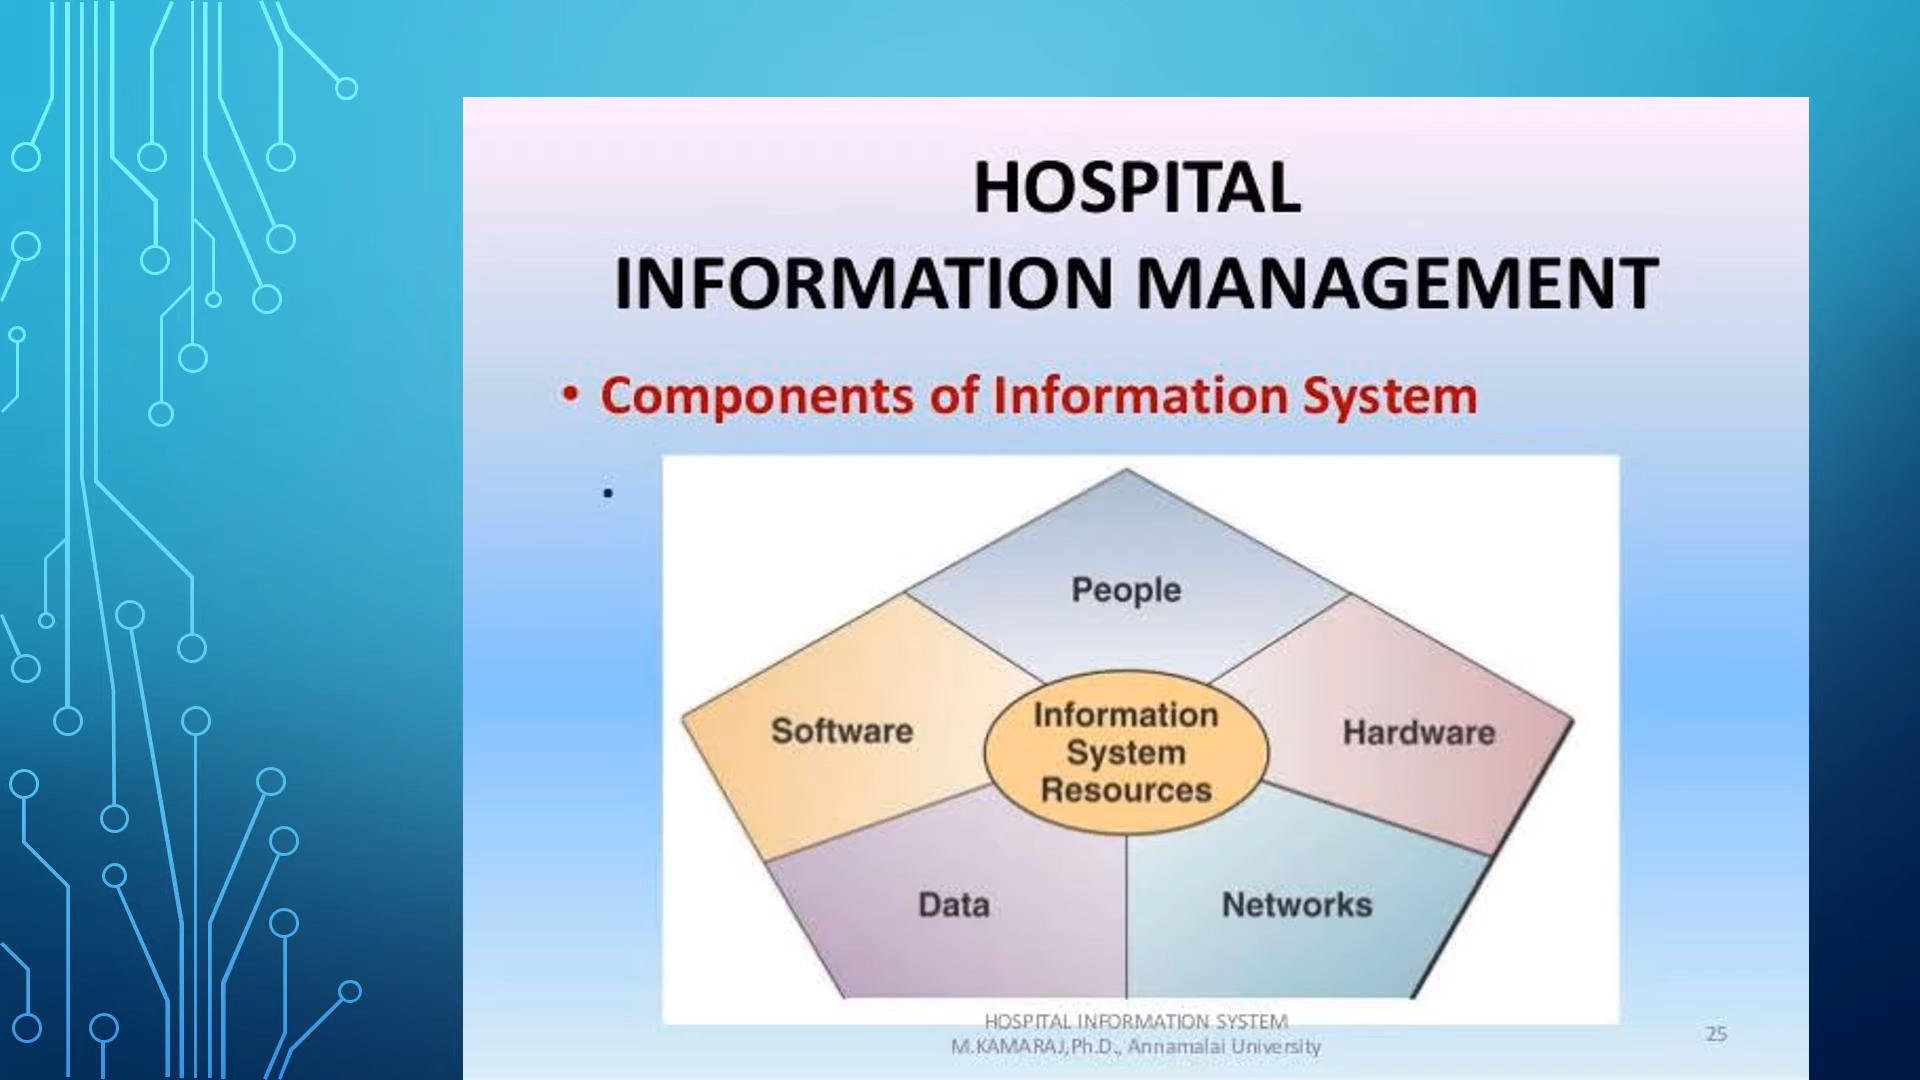 HOSPITAL
INFORMATION MANAGEMENT
• Components of Information System
•
People
Software
Information
System
Resources
Hardware
Data
Networks
HOSPITAL INFORMATION SYSTEM
M.KAMARAJ,Ph.D., Annamalai University
25